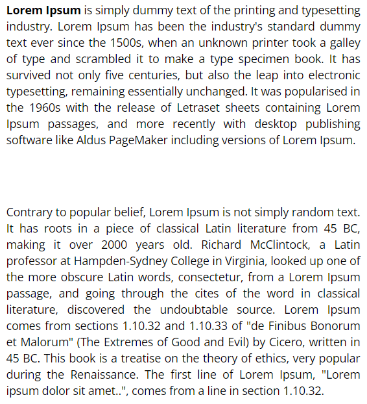 Lorem Ipsum is simply dummy text of the printing and typesetting
industry. Lorem Ipsum has been the industry's standard dummy
text ever since the 1500s, when an unknown printer took a galley
of type and scrambled it to make a type specimen book. It has
survived not only five centuries, but also the leap into electronic
typesetting, remaining essentially unchanged. It was popularised in
the 1960s with the release of Letraset sheets containing Lorem
Ipsum passages, and more recently with desktop publishing
software like Aldus PageMaker including versions of Lorem Ipsum.
Contrary to popular belief, Lorem Ipsum is not simply random text.
It has roots in a piece of classical Latin literature from 45 BC,
making it over 2000 years old. Richard McClintock, a Latin
professor at Hampden-Sydney College in Virginia, looked up one of
the more obscure Latin words, consectetur, from a Lorem Ipsum
passage, and going through the cites of the word in classical
literature, discovered the undoubtable source. Lorem Ipsum
comes from sections 1.10.32 and 1.10.33 of "de Finibus Bonorum
et Malorum" (The Extremes of Good and Evil) by Cicero, written in
45 BC. This book is a treatise on the theory of ethics, very popular
during the Renaissance. The first line of Lorem Ipsum, "Lorem
ipsum dolor sit amet..", comes from a line in section 1.10.32.